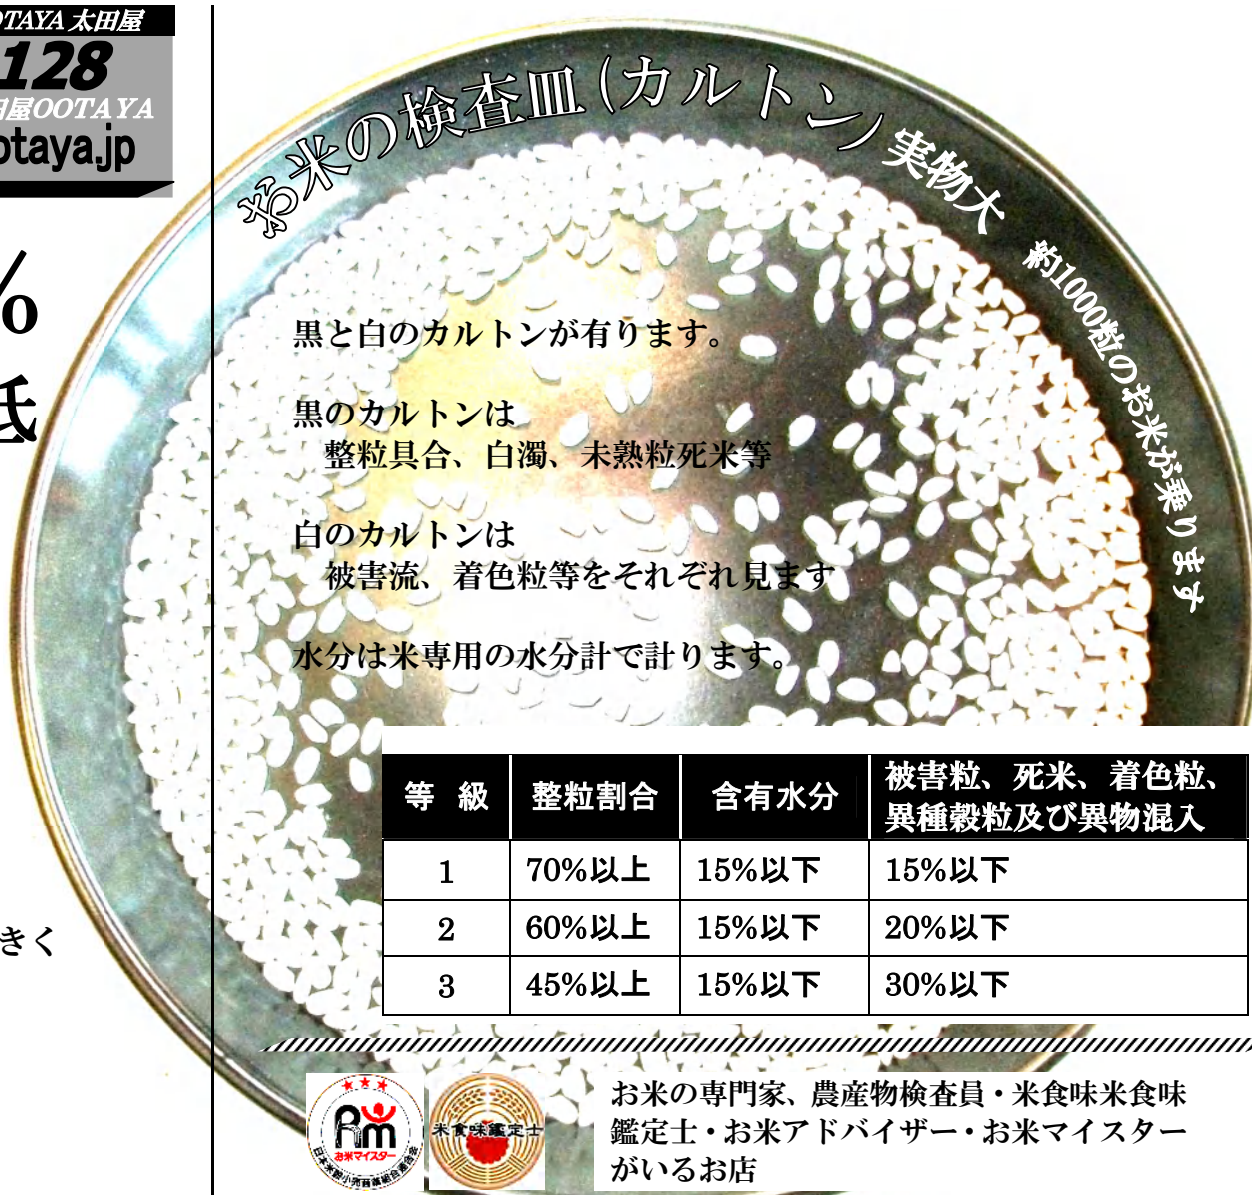 OTAYA 太田屋
128
田屋OOTAYA
otaya.jp
％
きく
お米の検査皿(カルトン)実物大
約1000粒のお米が乗ります
黒と白のカルトンが有ります。
黒のカルトンは
整粒具合、白濁、未熟粒死米等
白のカルトンは
被害流、着色粒等をそれぞれ見ます
水分は米専用の水分計で計ります。
等 級 整粒割合 含有水分 被害粒、死米、着色粒、
異種穀粒及び異物混入
1 70%以上 15%以下 15%以下
2 60%以上 15%以下 20%以下
3 45%以上 15%以下 30%以下
Rm
お米マイスター
米食味鑑定士
お米の専門家、農産物検査員・米食味米食味
鑑定士・お米アドバイザー・お米マイスター
がいるお店